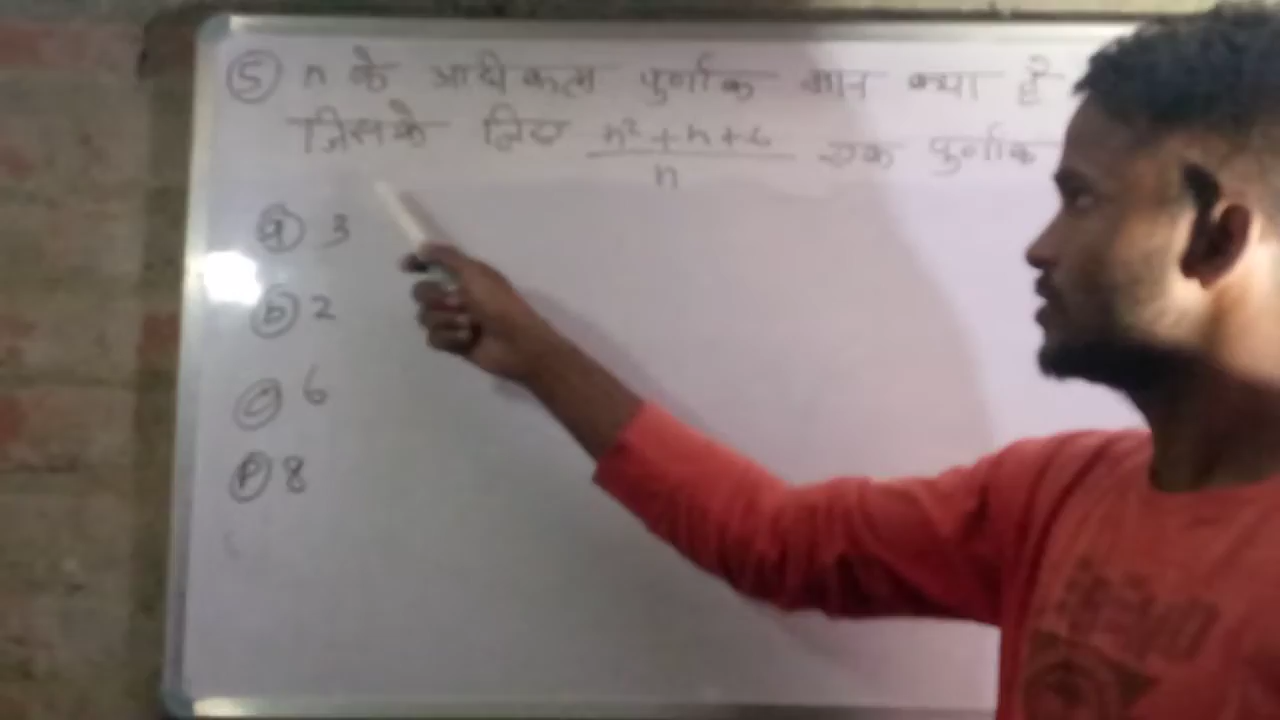 ⑤ n के अधिकतम पुर्णांक मान क्या है
जिसके लिए n²+n+6 एक पुर्णांक
n
ⓐ 3
ⓑ 2
ⓒ 6
ⓓ 8